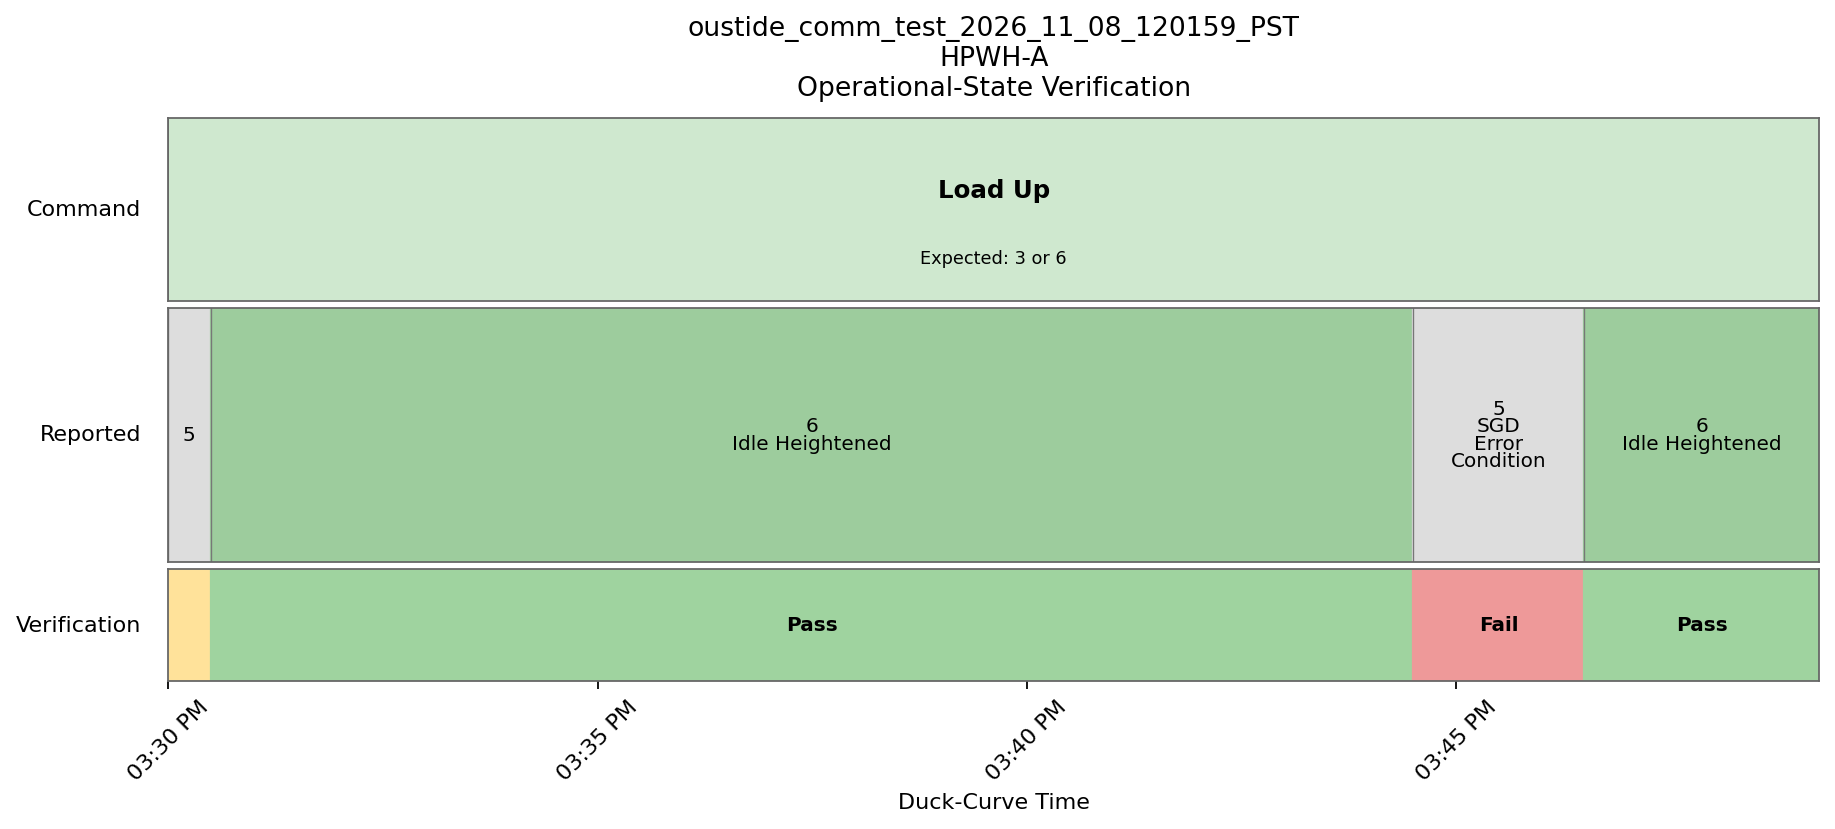 oustide_comm_test_2026_11_08_120159_PST
HPWH-A
Operational-State Verification
Command
Load Up
Expected: 3 or 6
Reported
5
6
Idle Heightened
5
SGD
Error
Condition
6
Idle Heightened
Verification
Pass
Fail
Pass
03:30 PM
03:35 PM
03:40 PM
03:45 PM
Duck-Curve Time